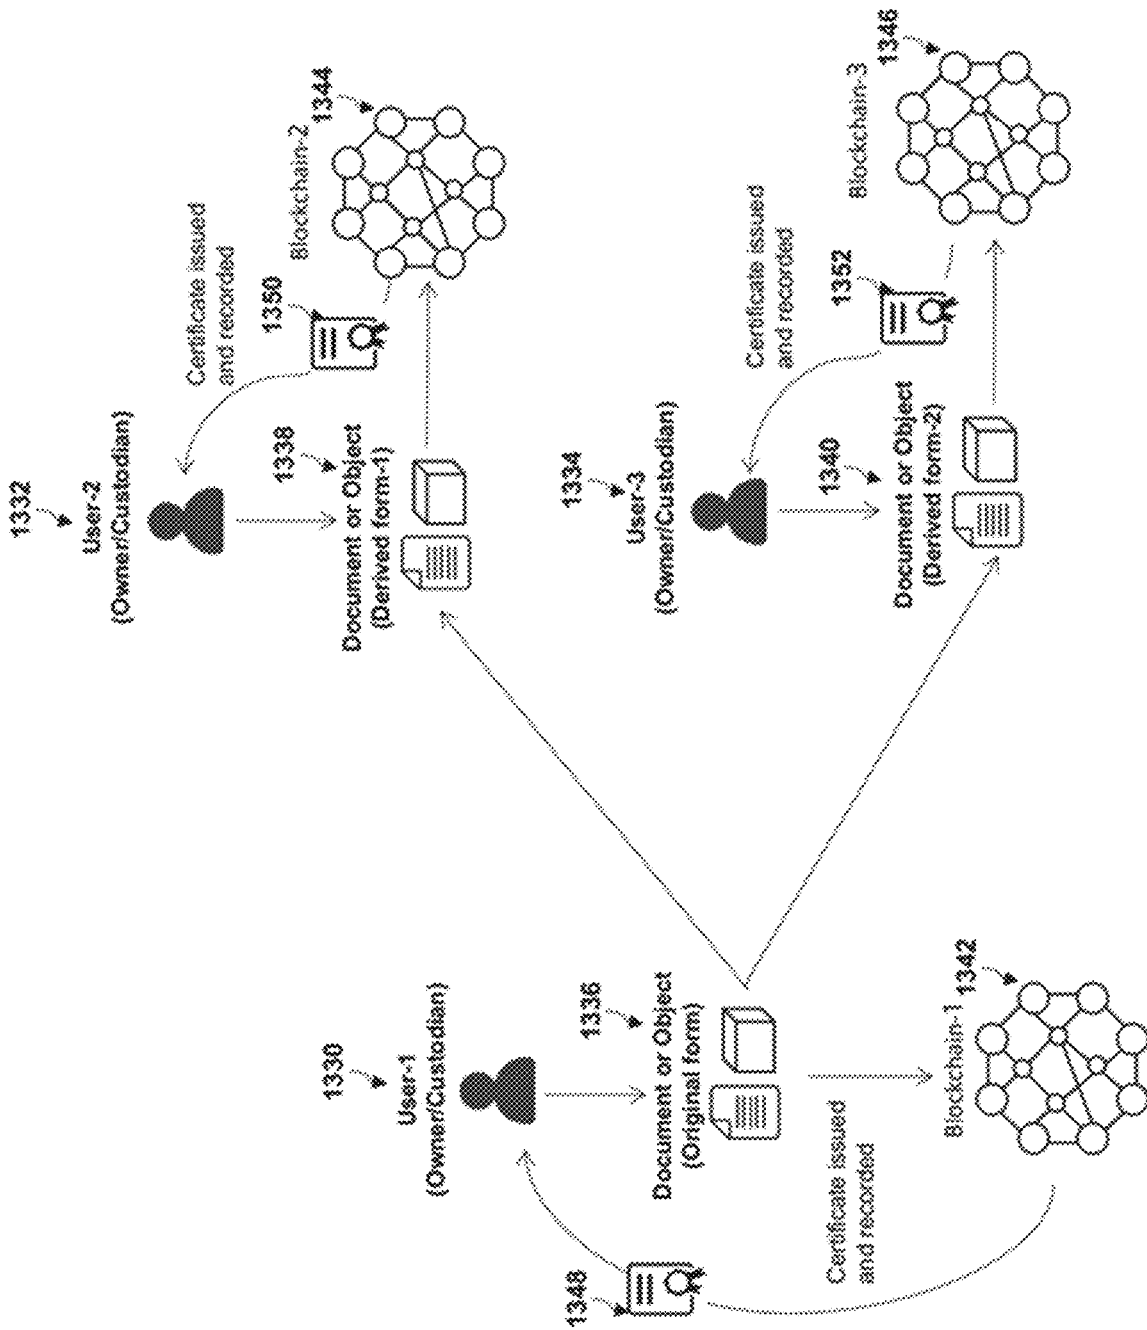 1330
User-1
(Owner/Custodian)
1336
Document or Object
(Original form)
Certificate issued
and recorded
1348
Blockchain-1
1342
1332
User-2
(Owner/Custodian)
1338
Document or Object
(Derived form-1)
Certificate issued
and recorded
1350
Blockchain-2
1344
1334
User-3
(Owner/Custodian)
1340
Document or Object
(Derived form-2)
Certificate issued
and recorded
1352
Blockchain-3
1346